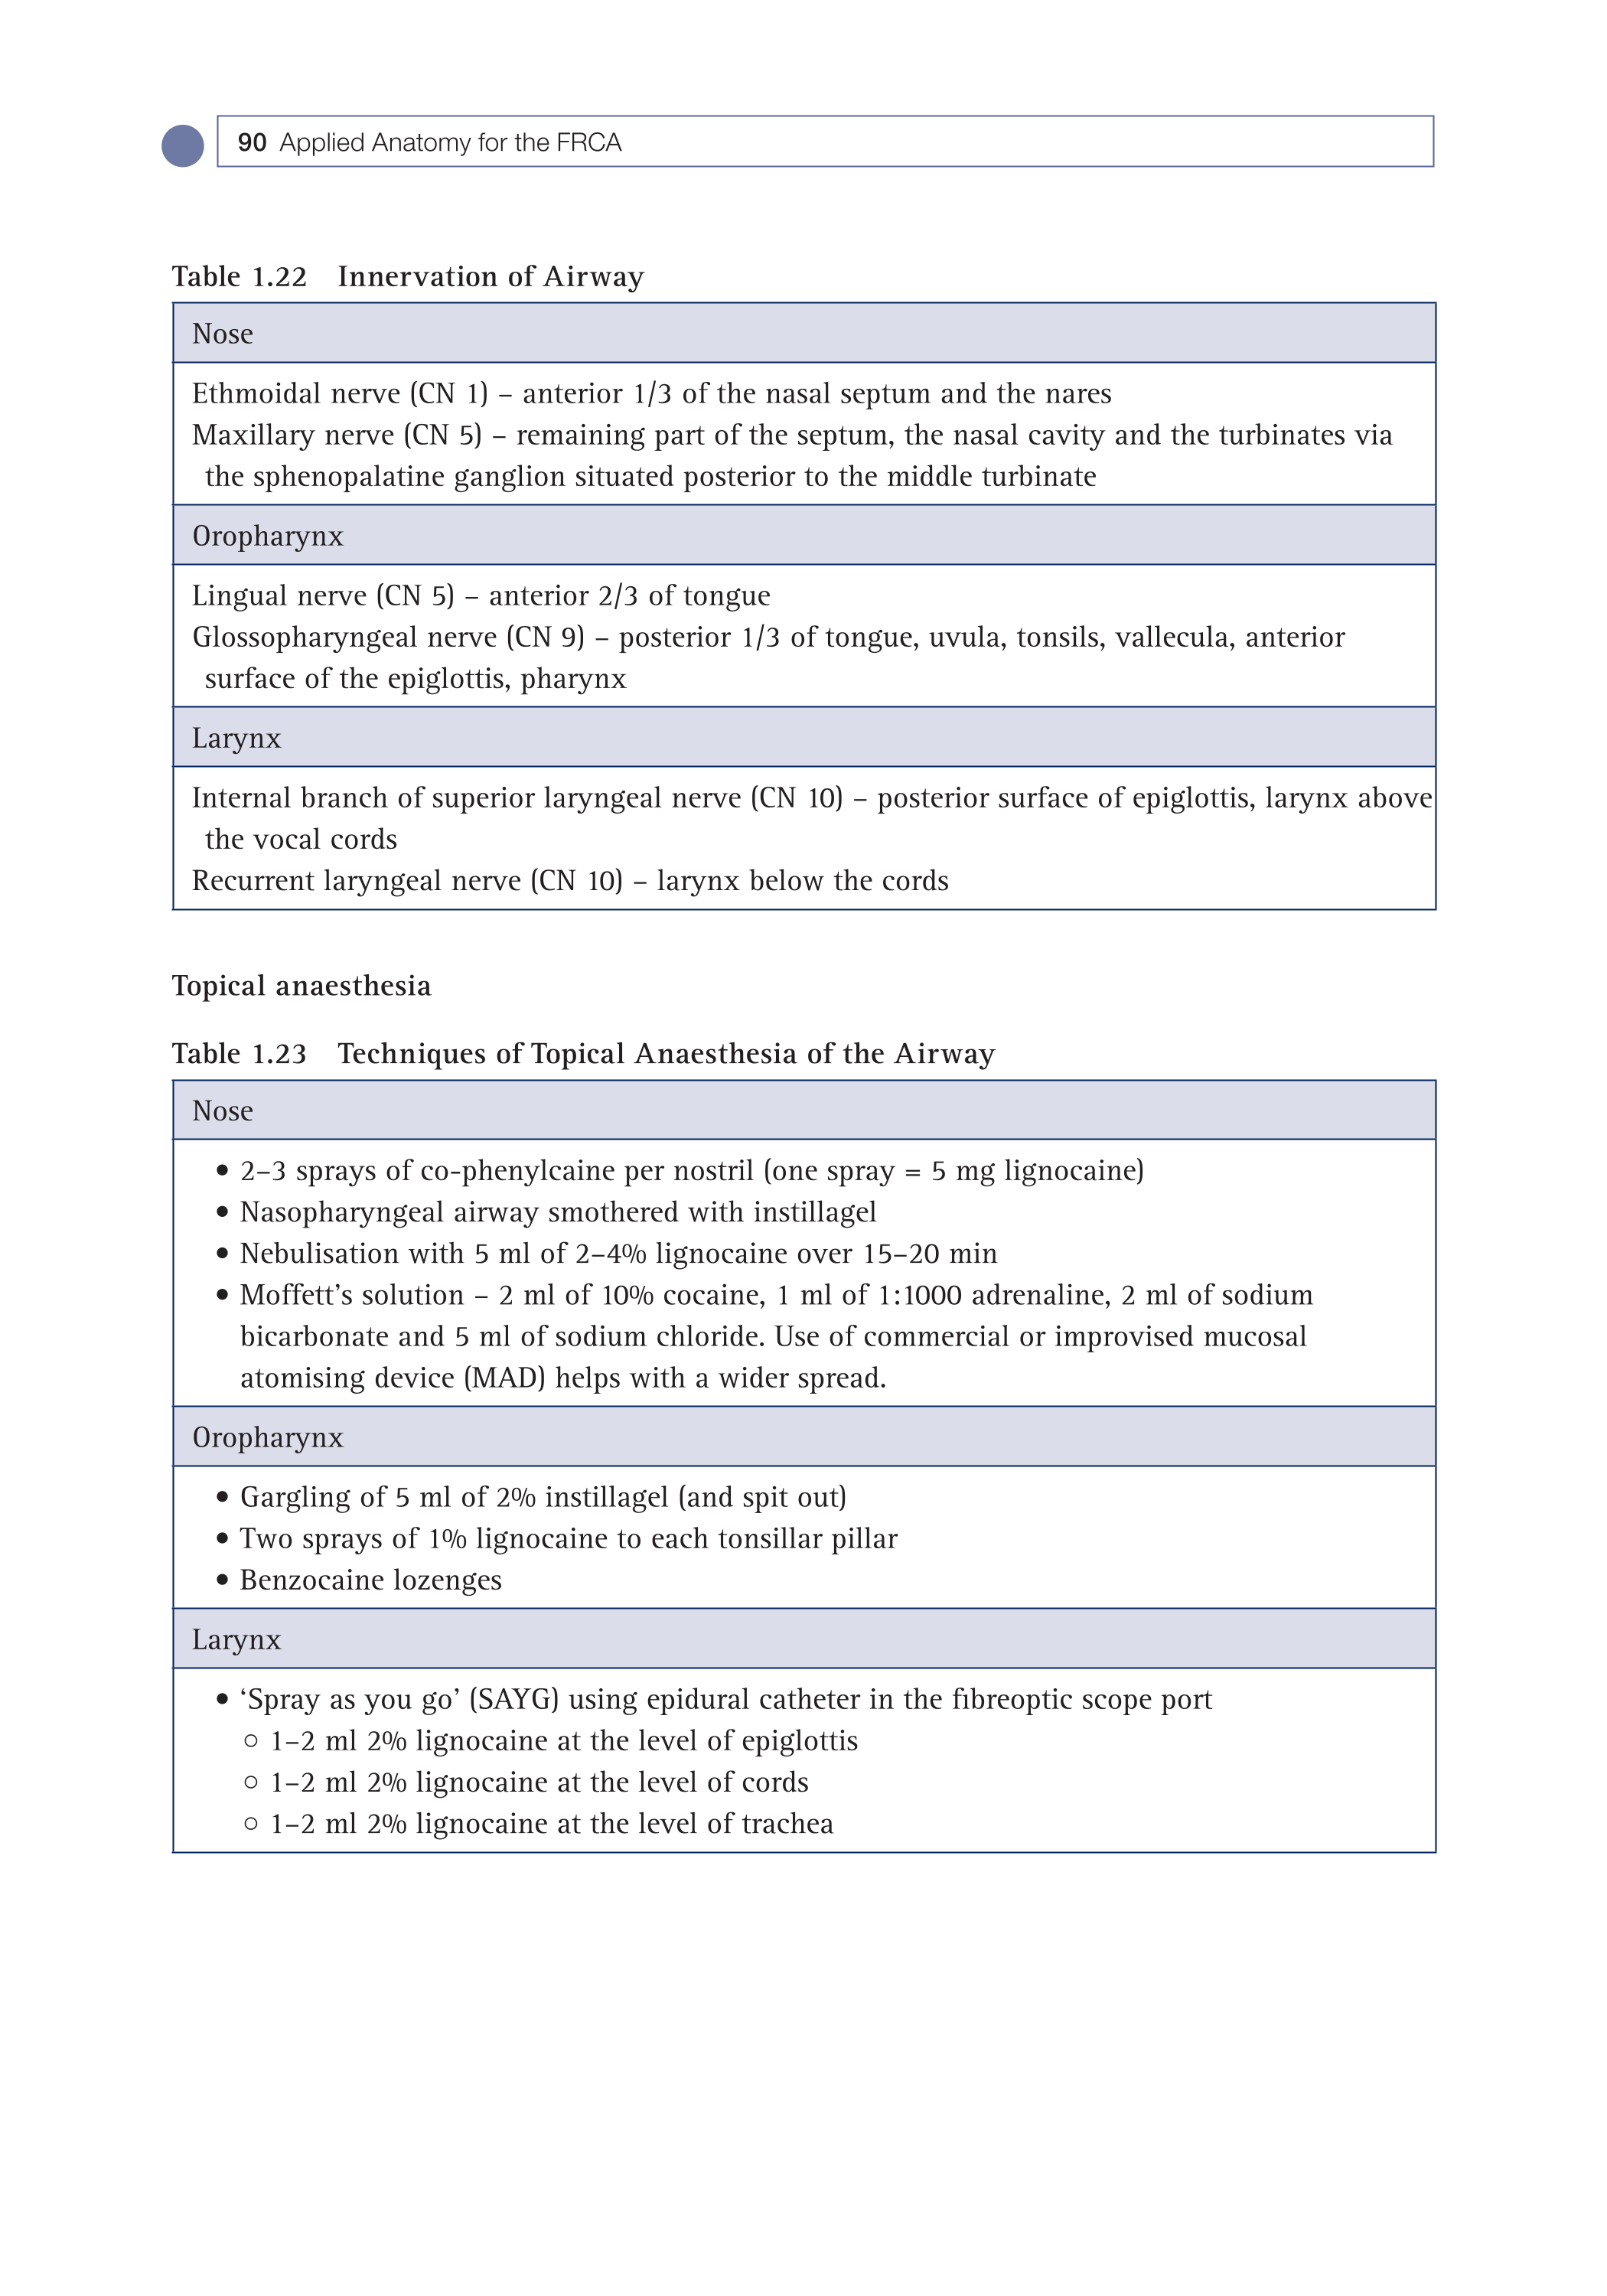 90 Applied Anatomy for the FRCA
Table 1.22 Innervation of Airway
Nose
Ethmoidal nerve (CN 1) – anterior 1/3 of the nasal septum and the nares
Maxillary nerve (CN 5) – remaining part of the septum, the nasal cavity and the turbinates via
the sphenopalatine ganglion situated posterior to the middle turbinate
Oropharynx
Lingual nerve (CN 5) – anterior 2/3 of tongue
Glossopharyngeal nerve (CN 9) – posterior 1/3 of tongue, uvula, tonsils, vallecula, anterior
surface of the epiglottis, pharynx
Larynx
Internal branch of superior laryngeal nerve (CN 10) – posterior surface of epiglottis, larynx above
the vocal cords
Recurrent laryngeal nerve (CN 10) – larynx below the cords
Topical anaesthesia
Table 1.23 Techniques of Topical Anaesthesia of the Airway
Nose
• 2–3 sprays of co-phenylcaine per nostril (one spray = 5 mg lignocaine)
• Nasopharyngeal airway smothered with instillagel
• Nebulisation with 5 ml of 2–4% lignocaine over 15–20 min
• Moffett's solution – 2 ml of 10% cocaine, 1 ml of 1:1000 adrenaline, 2 ml of sodium
bicarbonate and 5 ml of sodium chloride. Use of commercial or improvised mucosal
atomising device (MAD) helps with a wider spread.
Oropharynx
• Gargling of 5 ml of 2% instillagel (and spit out)
• Two sprays of 1% lignocaine to each tonsillar pillar
• Benzocaine lozenges
Larynx
• 'Spray as you go' (SAYG) using epidural catheter in the fibreoptic scope port
○ 1–2 ml 2% lignocaine at the level of epiglottis
○ 1–2 ml 2% lignocaine at the level of cords
○ 1–2 ml 2% lignocaine at the level of trachea